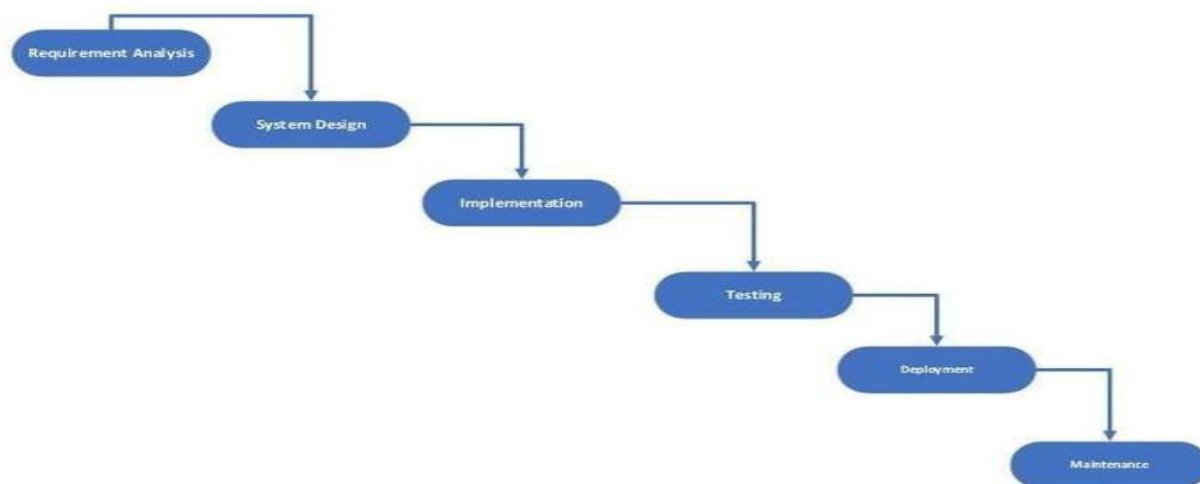 Requirement Analysis
System Design
Implementation
Testing
Deployment
Maintenance